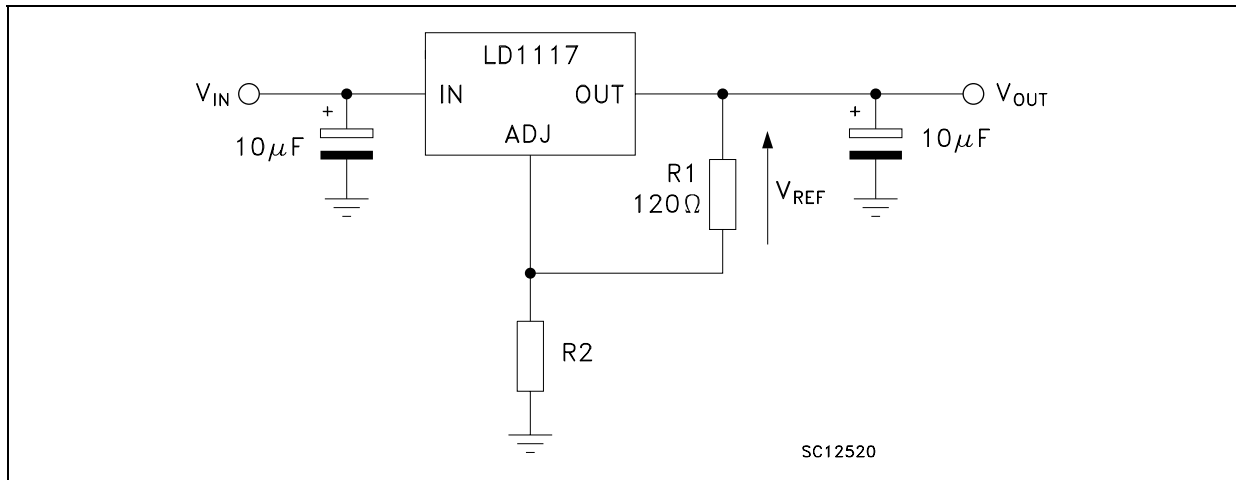 LD1117
V_IN
IN
OUT
V_OUT
+
10μF
ADJ
+
10μF
R1
120Ω
V_REF
R2
SC12520